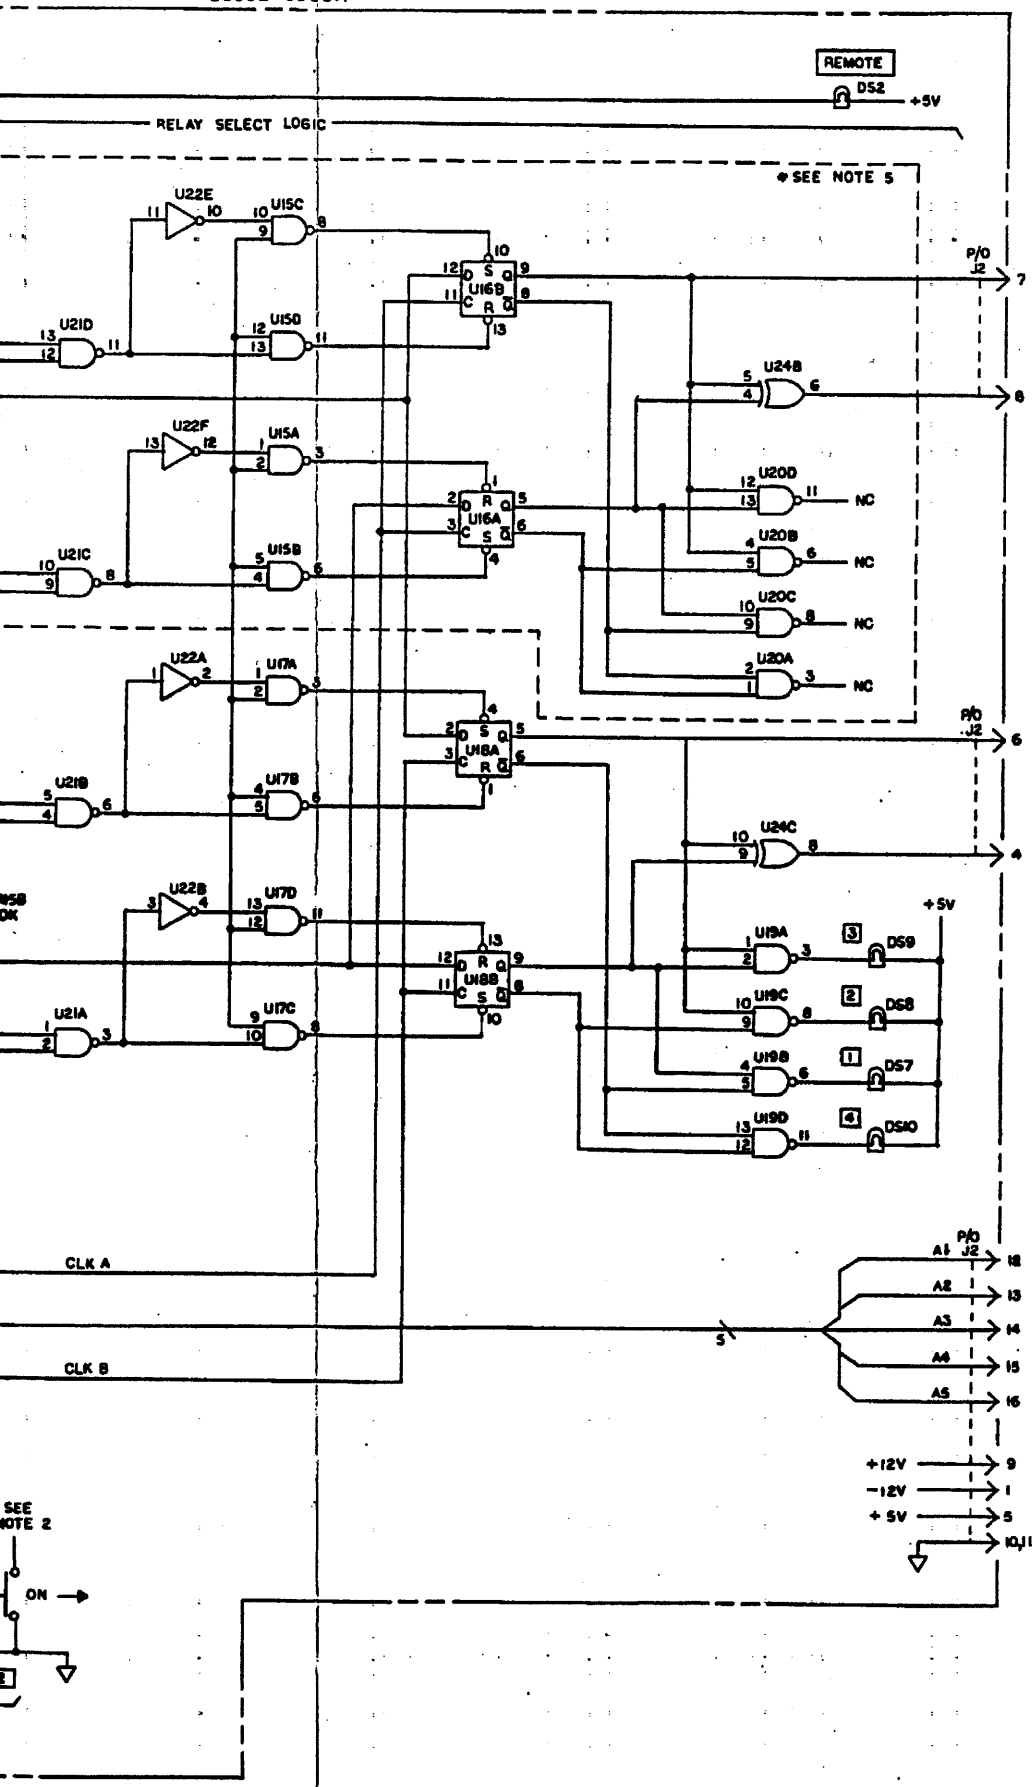 REMOTE
DS2
+5V
RELAY SELECT LOGIC
* SEE NOTE 5
U22E
11
10
U15C
10
9
8
10
12 D S Q 9
U16B
11 C R Q̅ 8
13
P/O
J2
7
U21D
13
12
11
U15D
12
13
11
U24B
5
4
6
8
U22F
13
12
U15A
1
2
3
1
2 D R Q 5
U16A
3 C S Q̅ 6
4
U20D
12
13
11
NC
U20B
4
5
6
NC
U21C
10
9
8
U15B
5
4
6
U20C
10
9
8
NC
U20A
2
1
3
NC
U22A
1
2
U17A
1
2
3
4
2 D S Q 5
U18A
3 C R Q̅ 6
1
P/O
J2
6
U21B
5
4
6
U17B
4
5
6
U24C
10
9
8
4
U22B
3
4
U17D
13
12
11
13
12 D R Q 9
U18B
11 C S Q̅ 8
10
+5V
U19A
1
2
3
3
DS9
U19C
10
9
8
2
DS8
U21A
1
2
3
U17C
9
10
8
U19B
4
5
6
1
DS7
U19D
13
12
11
4
DS10
CLK A
P/O
J2
A1
12
A2
13
5
A3
14
CLK B
A4
15
A5
16
+12V
9
-12V
1
+5V
5
10,11
SEE
NOTE 2
ON